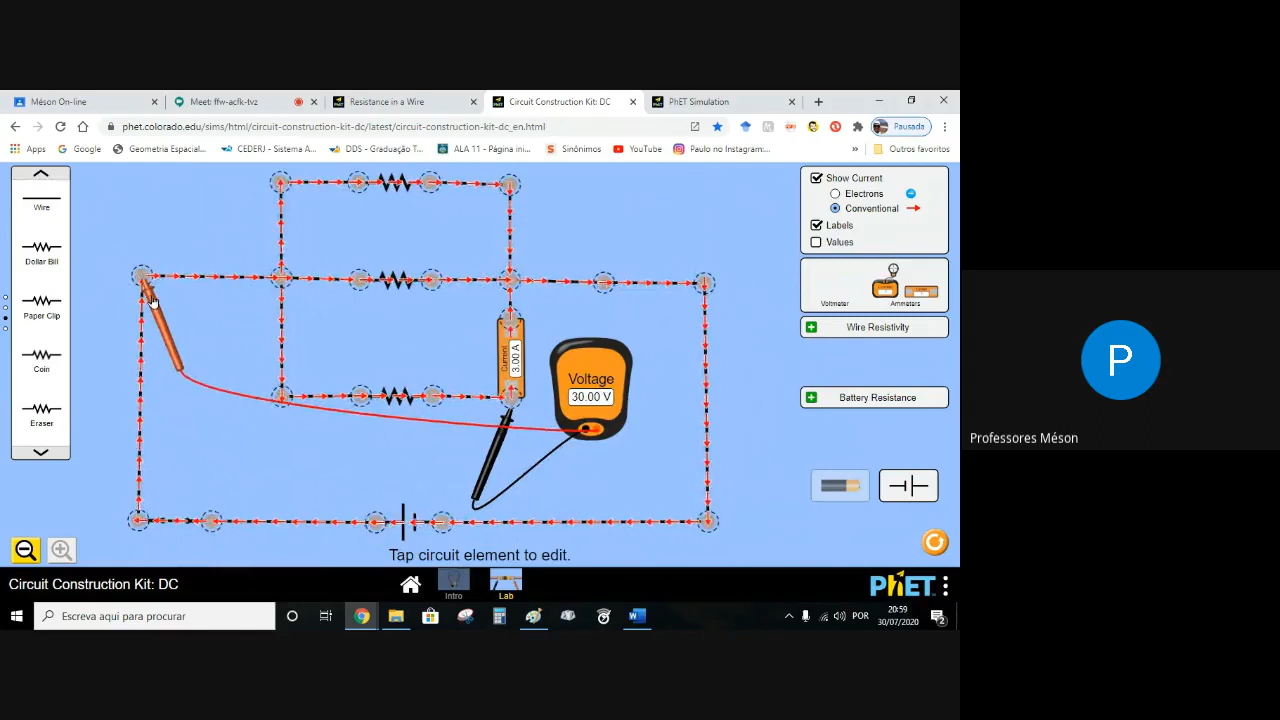 Méson On-line
Meet: ffw-acfk-tvz
Resistance in a Wire
Circuit Construction Kit: DC
PhET Simulation
phet.colorado.edu/sims/html/circuit-construction-kit-dc/latest/circuit-construction-kit-dc_en.html
Pausada
Apps
Google
Geometria Espacial...
CEDERJ - Sistema A...
DDS - Graduação T...
ALA 11 - Página ini...
Sinônimos
YouTube
Paulo no Instagram...
Outros favoritos
Wire
Dollar Bill
Paper Clip
Coin
Eraser
Show Current
Electrons
Conventional
Labels
Values
Voltmeter
Ammeters
Wire Resistivity
Battery Resistance
Current
3.00 A
Voltage
30.00 V
Tap circuit element to edit.
Circuit Construction Kit: DC
Intro
Lab
PhET
Escreva aqui para procurar
POR
20:59
30/07/2020
2
P
Professores Méson